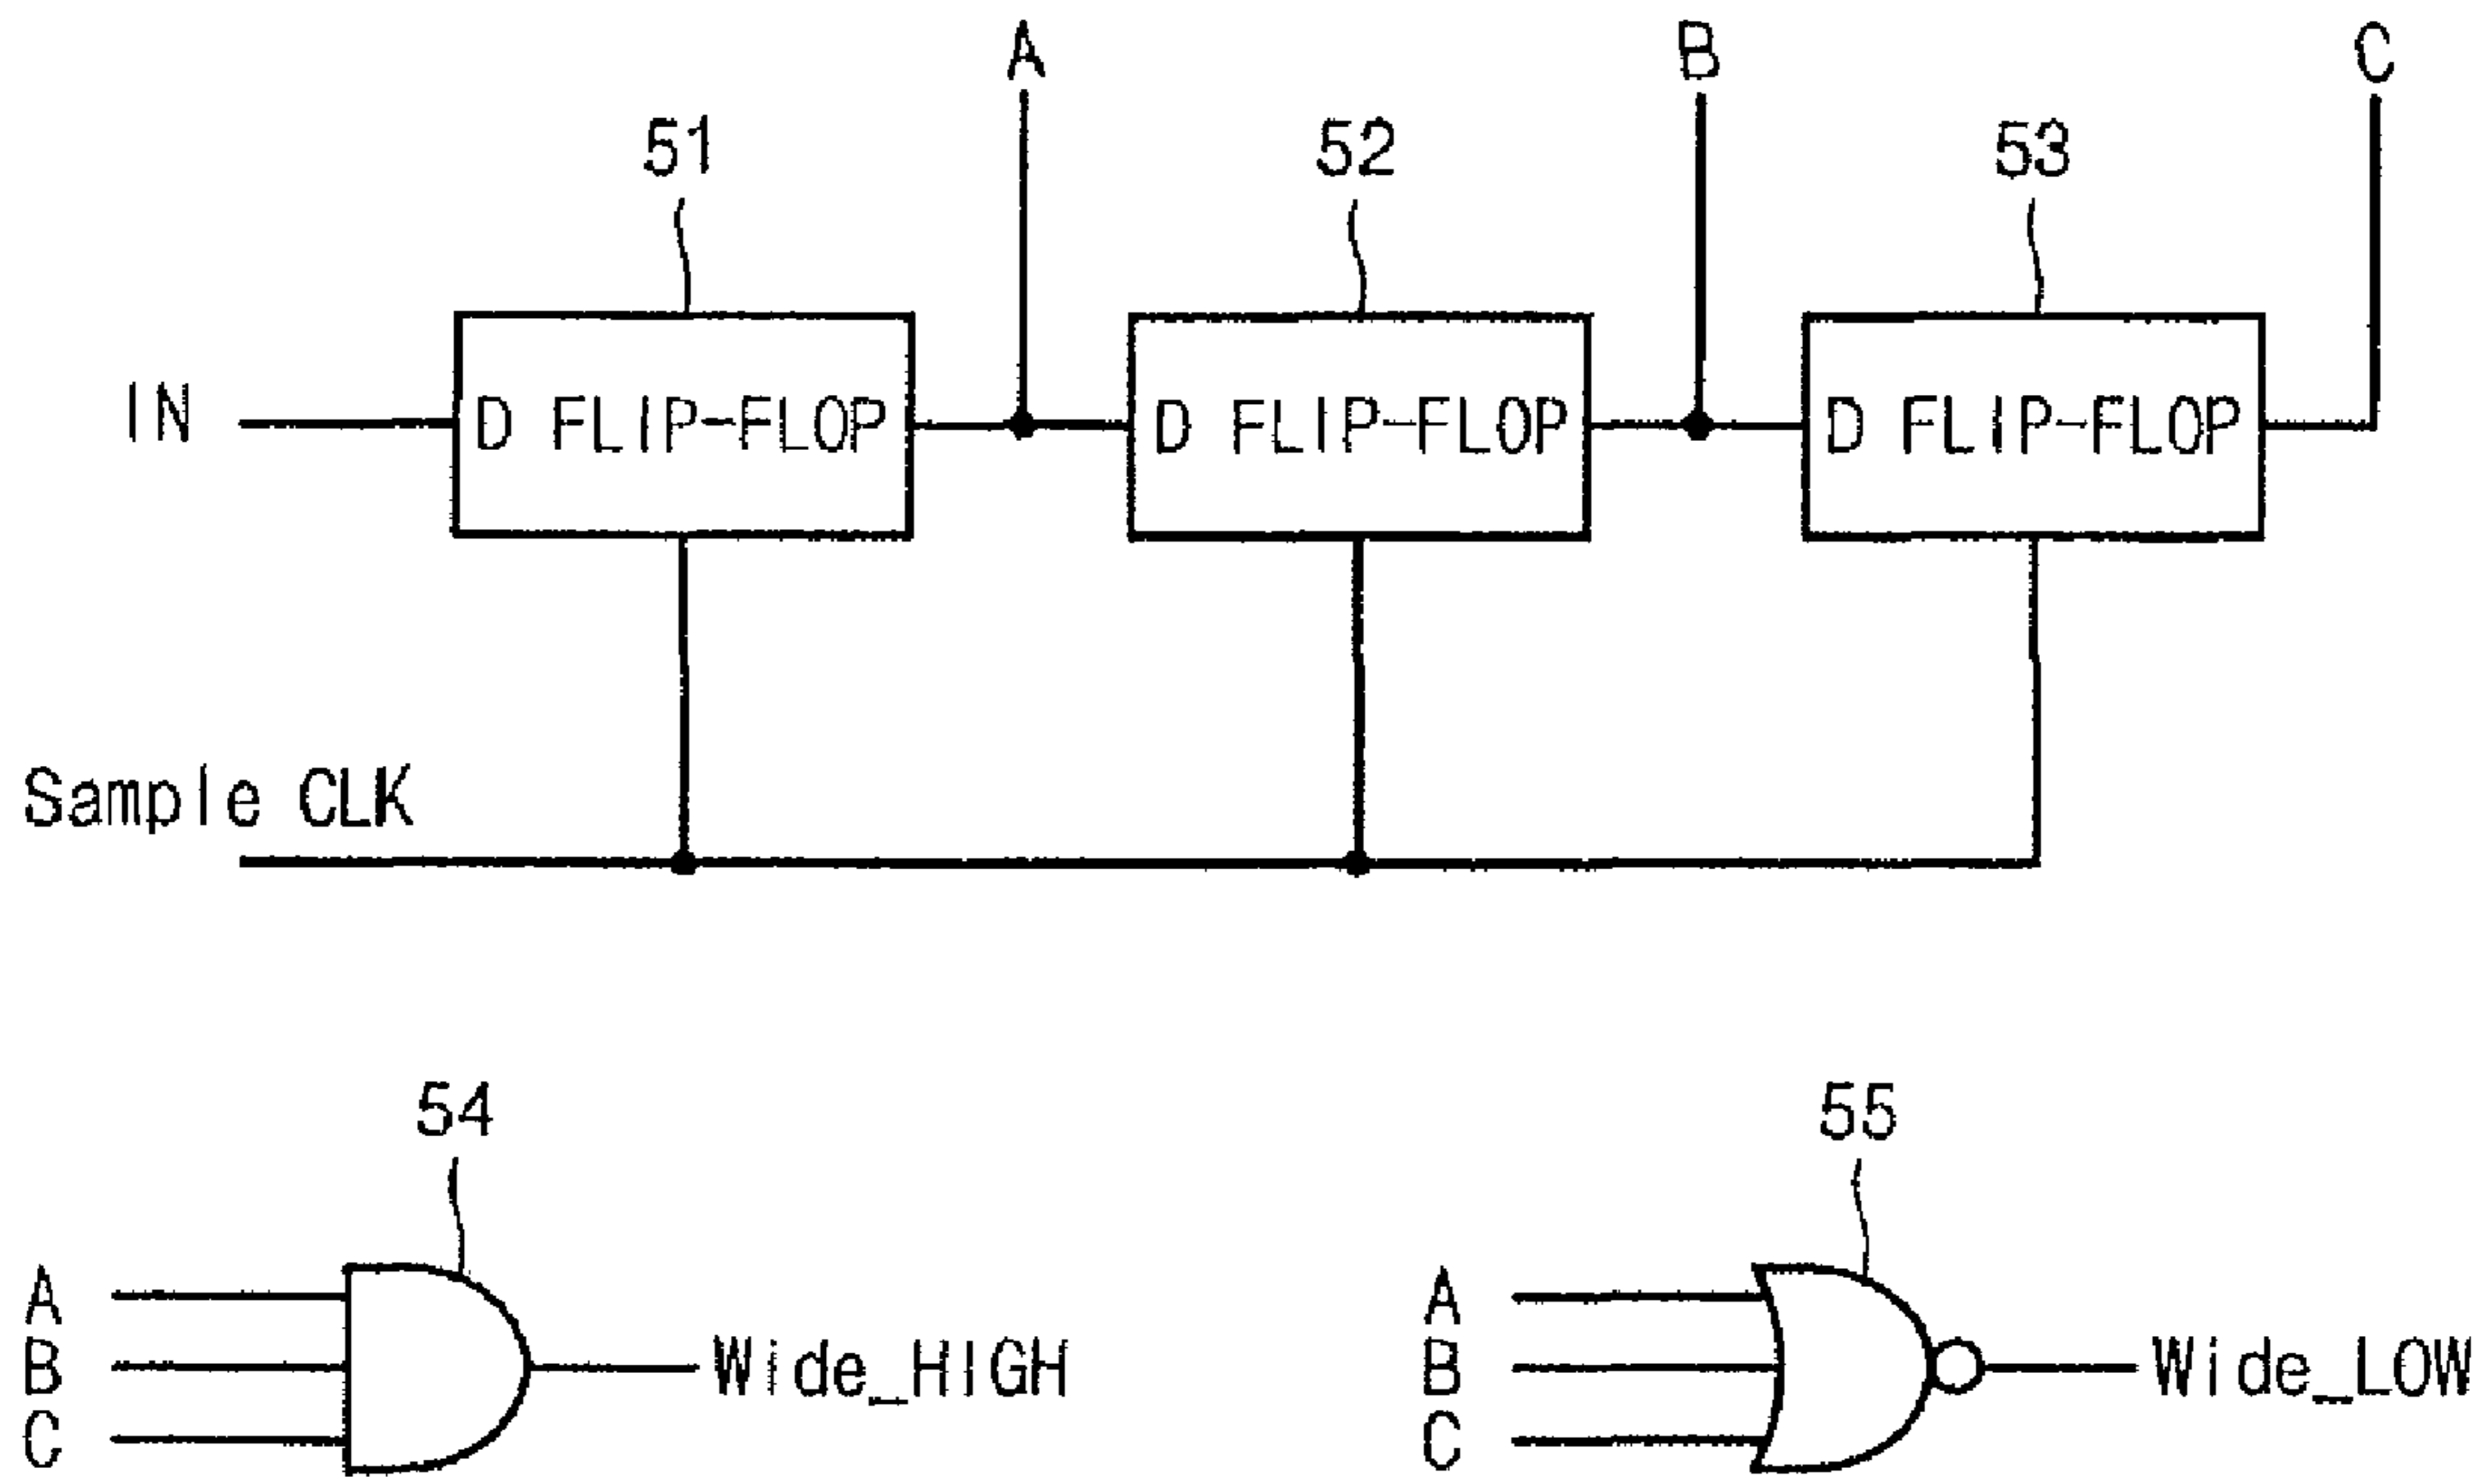 A B C
51 52 53
IN D FLIP-FLOP D FLIP-FLOP D FLIP-FLOP
Sample CLK
54 55
A A
B Wide_HIGH B Wide_LOW
C C